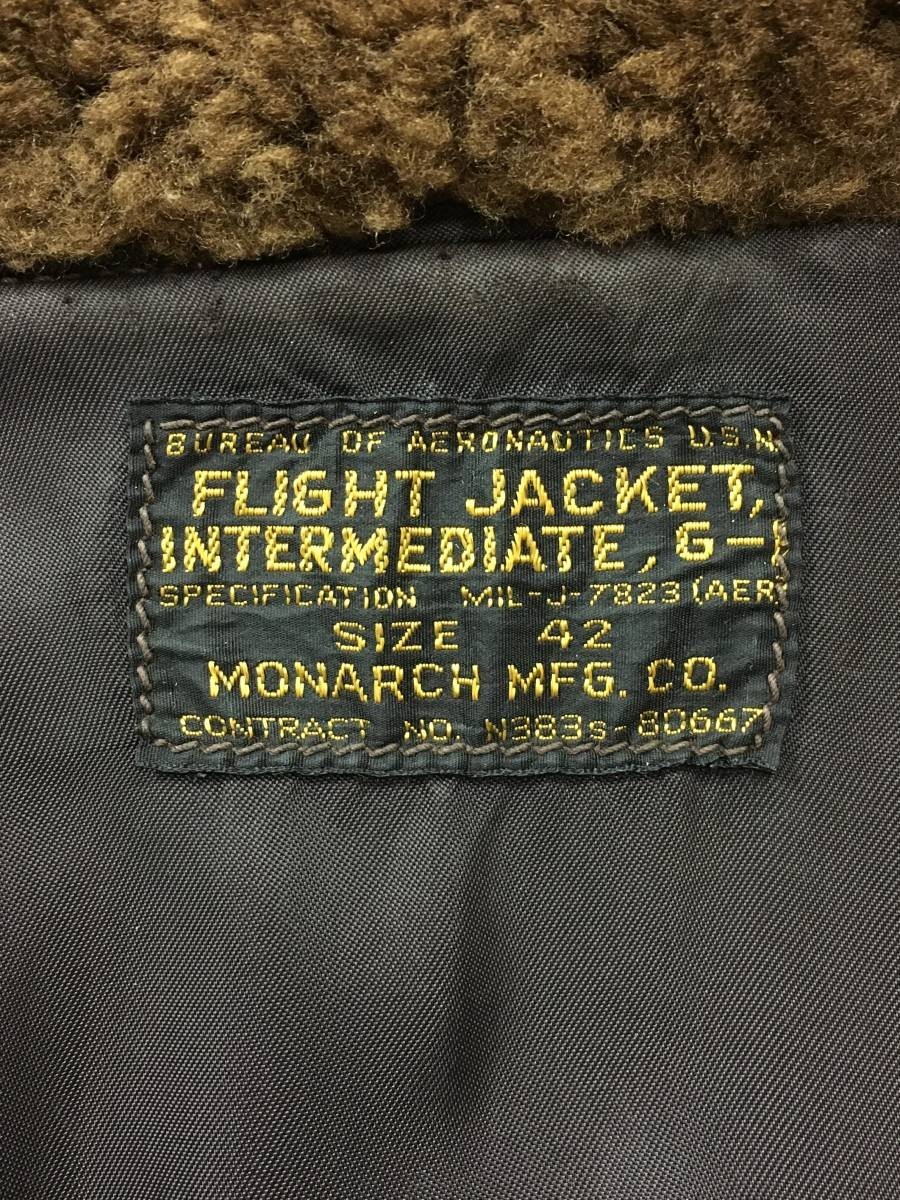 BUREAU OF AERONAUTICS U.S.N
FLIGHT JACKET,
INTERMEDIATE, G-1
SPECIFICATION MIL-J-7823 (AER)
SIZE 42
MONARCH MFG. CO.
CONTRACT NO. N383s-80667